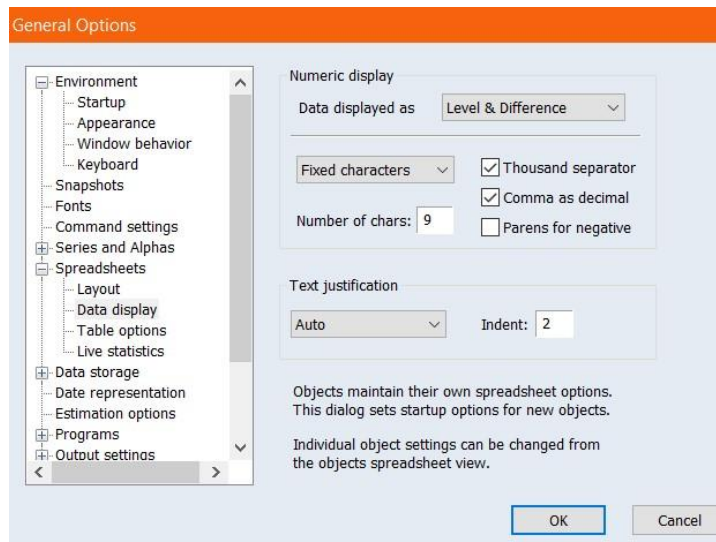 General Options
Environment
Startup
Appearance
Window behavior
Keyboard
Snapshots
Fonts
Command settings
Series and Alphas
Spreadsheets
Layout
Data display
Table options
Live statistics
Data storage
Date representation
Estimation options
Programs
Output settings
Numeric display
Data displayed as Level & Difference
Fixed characters Thousand separator
Comma as decimal
Number of chars: 9 Parens for negative
Text justification
Auto Indent: 2
Objects maintain their own spreadsheet options.
This dialog sets startup options for new objects.
Individual object settings can be changed from
the objects spreadsheet view.
OK Cancel